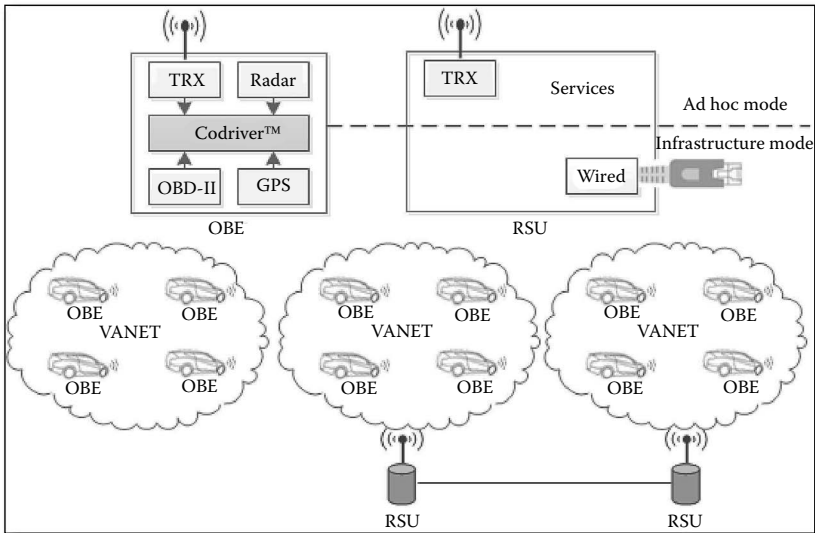 TRX
Radar
Codriver™
OBD-II
GPS
OBE
TRX
Services
Ad hoc mode
Infrastructure mode
Wired
RSU
OBE
OBE
VANET
OBE
OBE
OBE
OBE
VANET
OBE
OBE
OBE
OBE
VANET
OBE
OBE
RSU
RSU